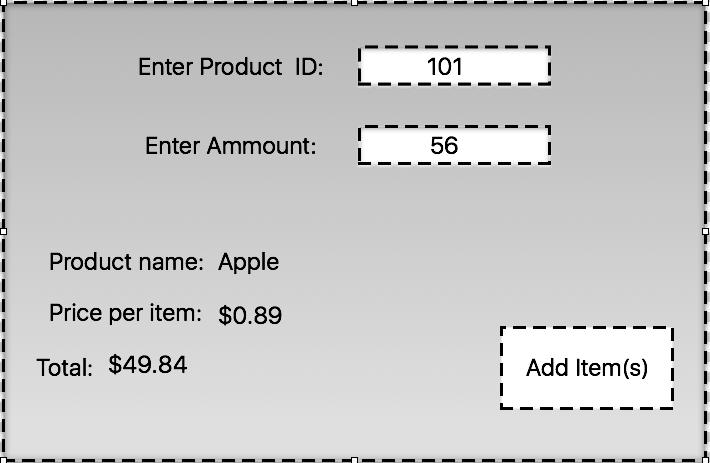 Enter Product  ID: 101
Enter Ammount: 56
Product name: Apple
Price per item: $0.89
Total: $49.84
Add Item(s)